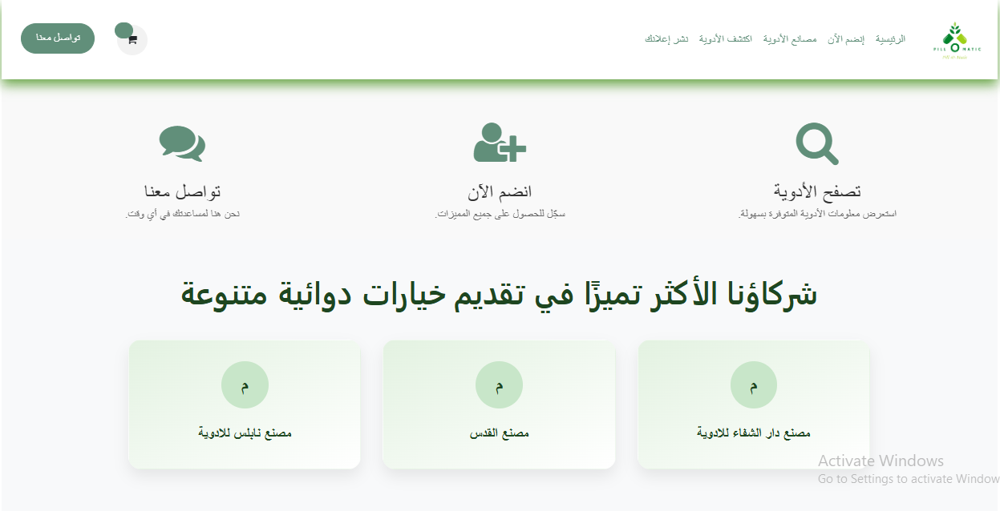 PILL O MATIC
الرئيسية
إنضم الآن
مصانع الأدوية
اكتشف الأدوية
نشر إعلانك
تواصل معنا
تصفح الأدوية
استعرض معلومات الأدوية المتوفرة بسهولة.
انضم الآن
سجّل للحصول على جميع المميزات.
تواصل معنا
نحن هنا لمساعدتك في أي وقت.
شركاؤنا الأكثر تميزًا في تقديم خيارات دوائية متنوعة
م
مصنع دار الشفاء للادوية
م
مصنع القدس
م
مصنع نابلس للادوية
Activate Windows
Go to Settings to activate Window